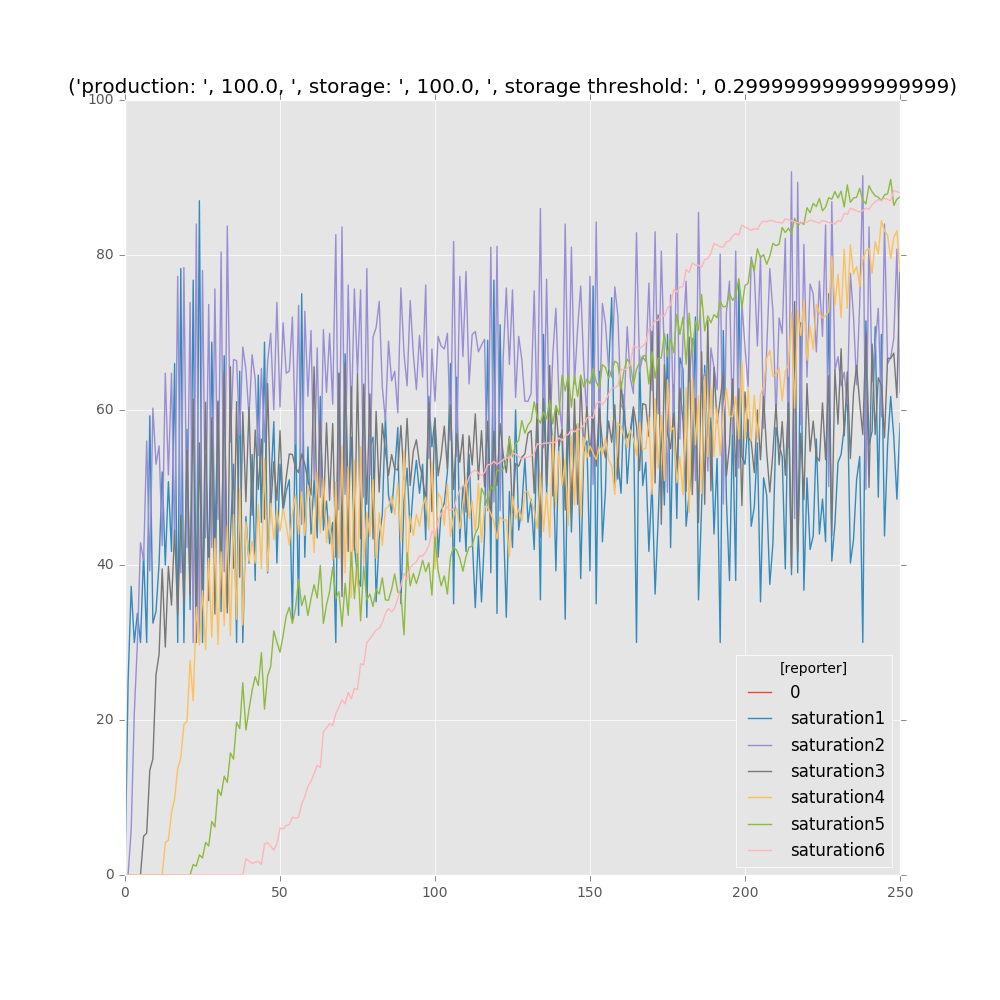 ('production: ', 100.0, ', storage: ', 100.0, ', storage threshold: ', 0.29999999999999999)
100
80
60
40
20
0
0 50 100 150 200 250
[reporter]
0
saturation1
saturation2
saturation3
saturation4
saturation5
saturation6